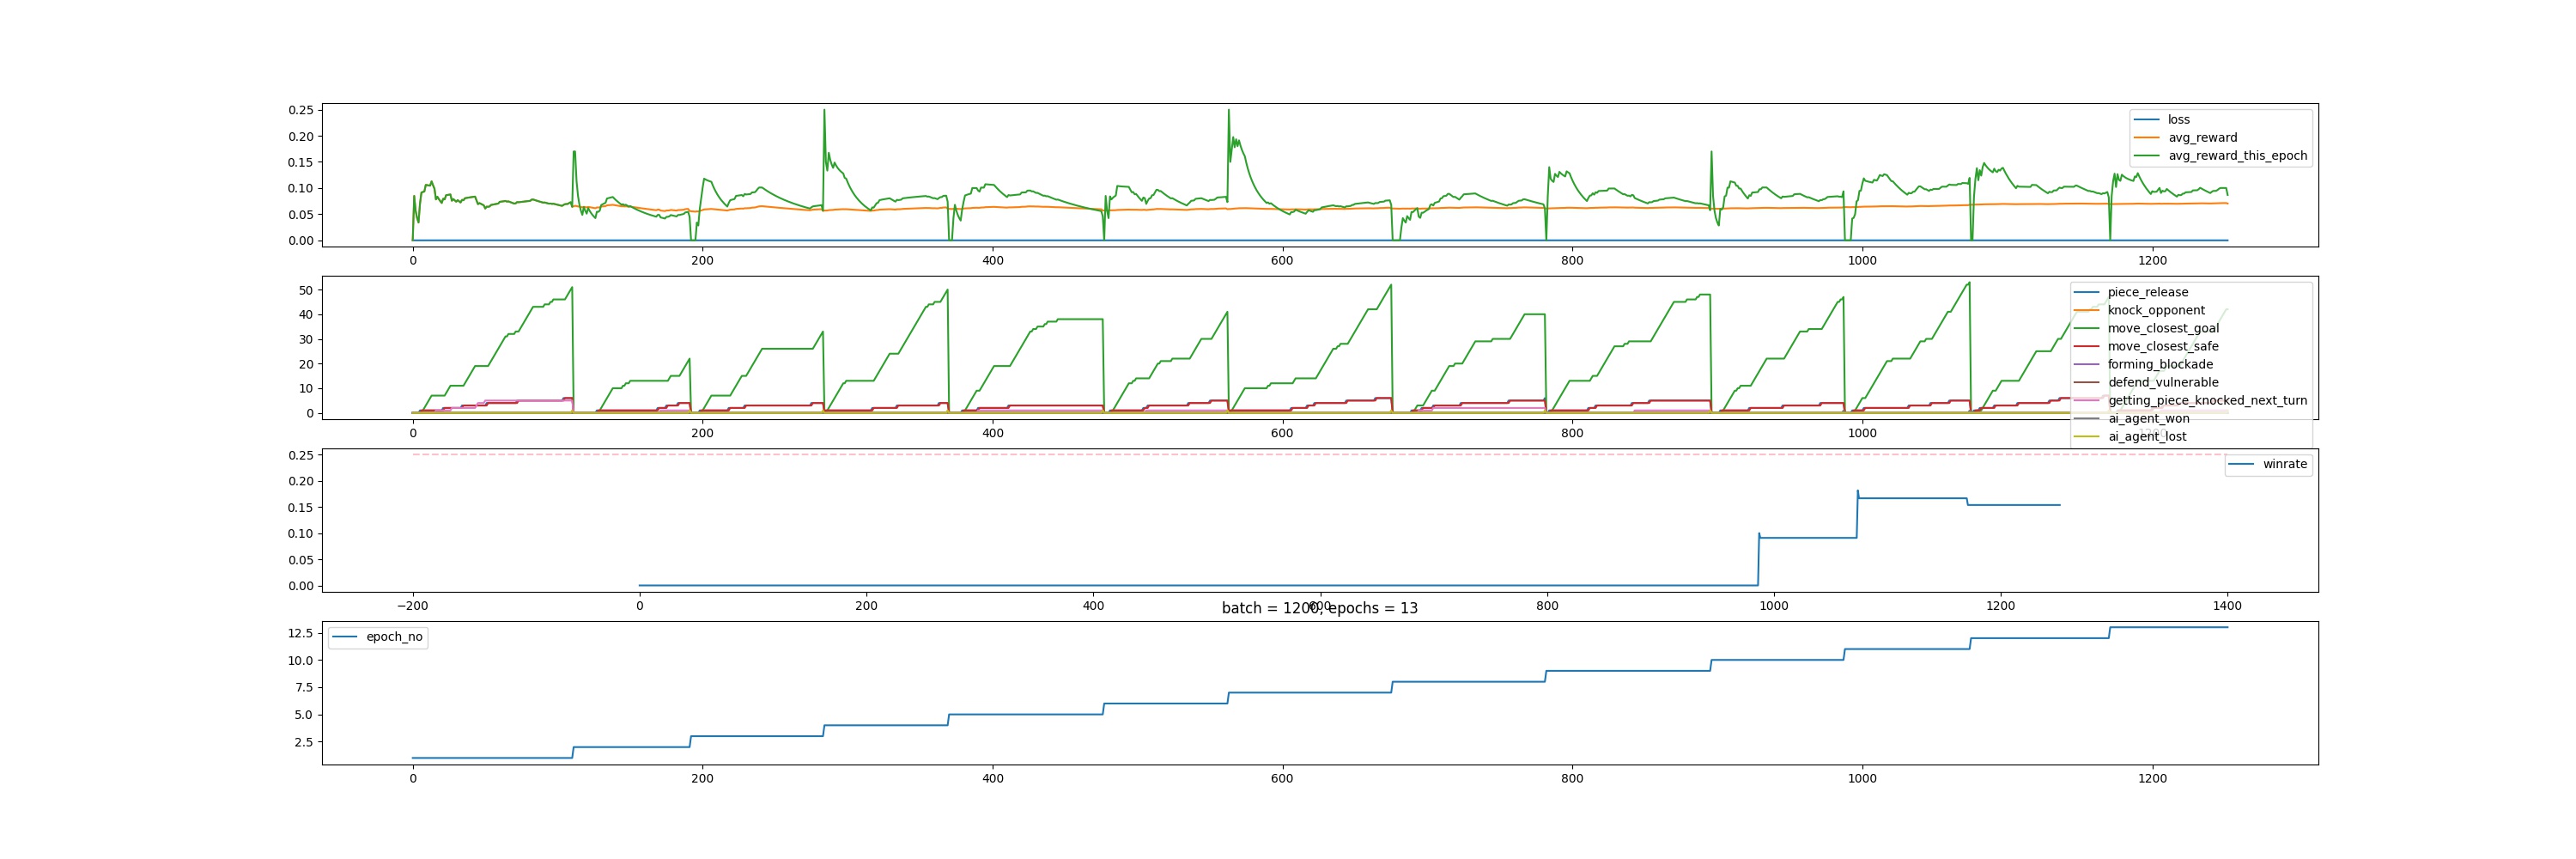 0.25
0.20
0.15
0.10
0.05
0.00
loss
avg_reward
avg_reward_this_epoch
0 200 400 600 800 1000 1200
50
40
30
20
10
0
piece_release
knock_opponent
move_closest_goal
move_closest_safe
forming_blockade
defend_vulnerable
getting_piece_knocked_next_turn
ai_agent_won
ai_agent_lost
0 200 400 600 800 1000 1200
0.25
0.20
0.15
0.10
0.05
0.00
winrate
−200 0 200 400 600 800 1000 1200 1400
batch = 1200, epochs = 13
12.5
10.0
7.5
5.0
2.5
epoch_no
0 200 400 600 800 1000 1200